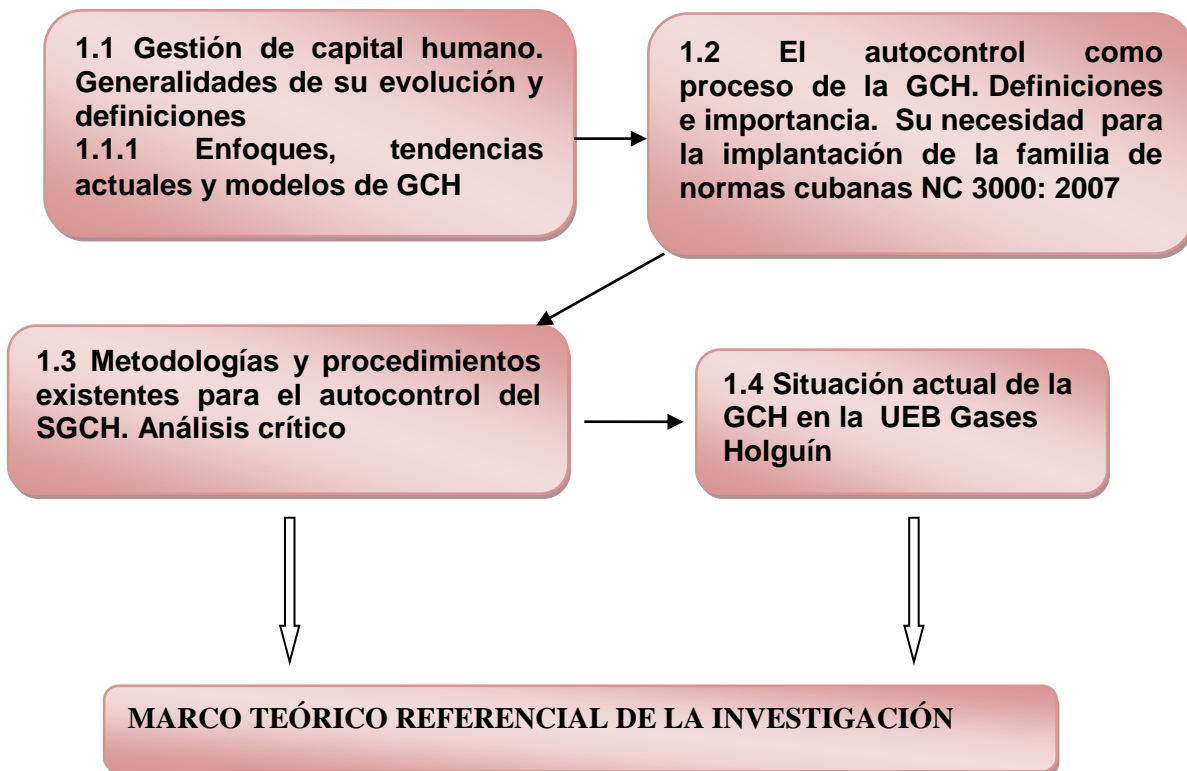 1.1 Gestión de capital humano.
Generalidades de su evolución y
definiciones
1.1.1 Enfoques, tendencias
actuales y modelos de GCH
1.2 El autocontrol como
proceso de la GCH. Definiciones
e importancia. Su necesidad para
la implantación de la familia de
normas cubanas NC 3000: 2007
1.3 Metodologías y procedimientos
existentes para el autocontrol del
SGCH. Análisis crítico
1.4 Situación actual de la
GCH en la UEB Gases
Holguín
MARCO TEÓRICO REFERENCIAL DE LA INVESTIGACIÓN